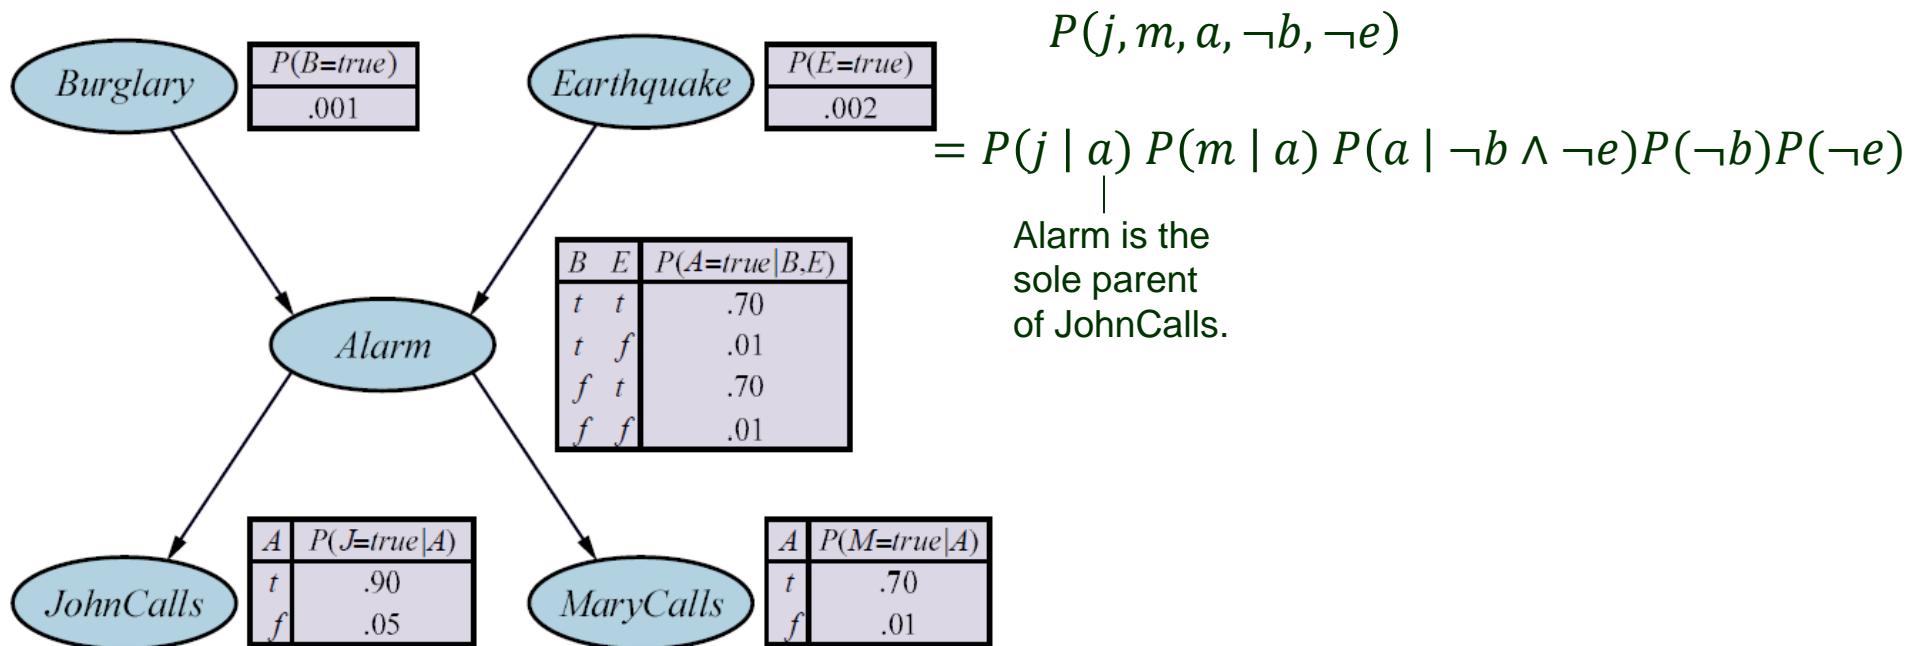 P(j, m, a, ¬b, ¬e)
= P(j | a) P(m | a) P(a | ¬b ∧ ¬e)P(¬b)P(¬e)
Alarm is the
sole parent
of JohnCalls.
Burglary
P(B=true)
.001
Earthquake
P(E=true)
.002
Alarm
B E P(A=true|B,E)
t t .70
t f .01
f t .70
f f .01
JohnCalls
A P(J=true|A)
t .90
f .05
MaryCalls
A P(M=true|A)
t .70
f .01